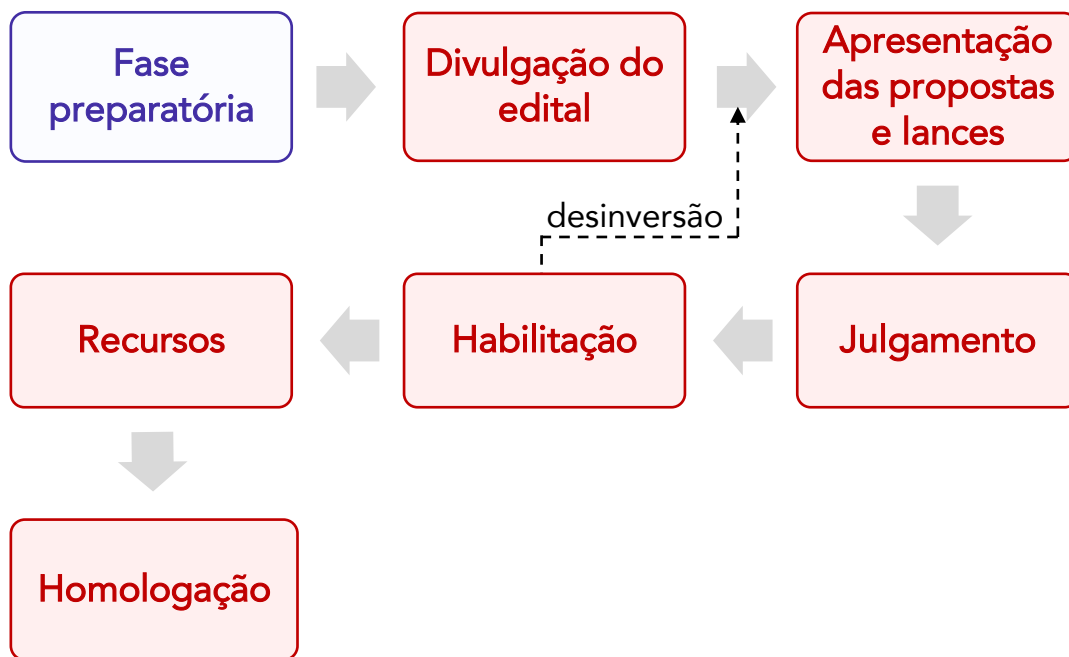 Fase
preparatória
Divulgação do
edital
Apresentação
das propostas
e lances
desinversão
Recursos
Habilitação
Julgamento
Homologação